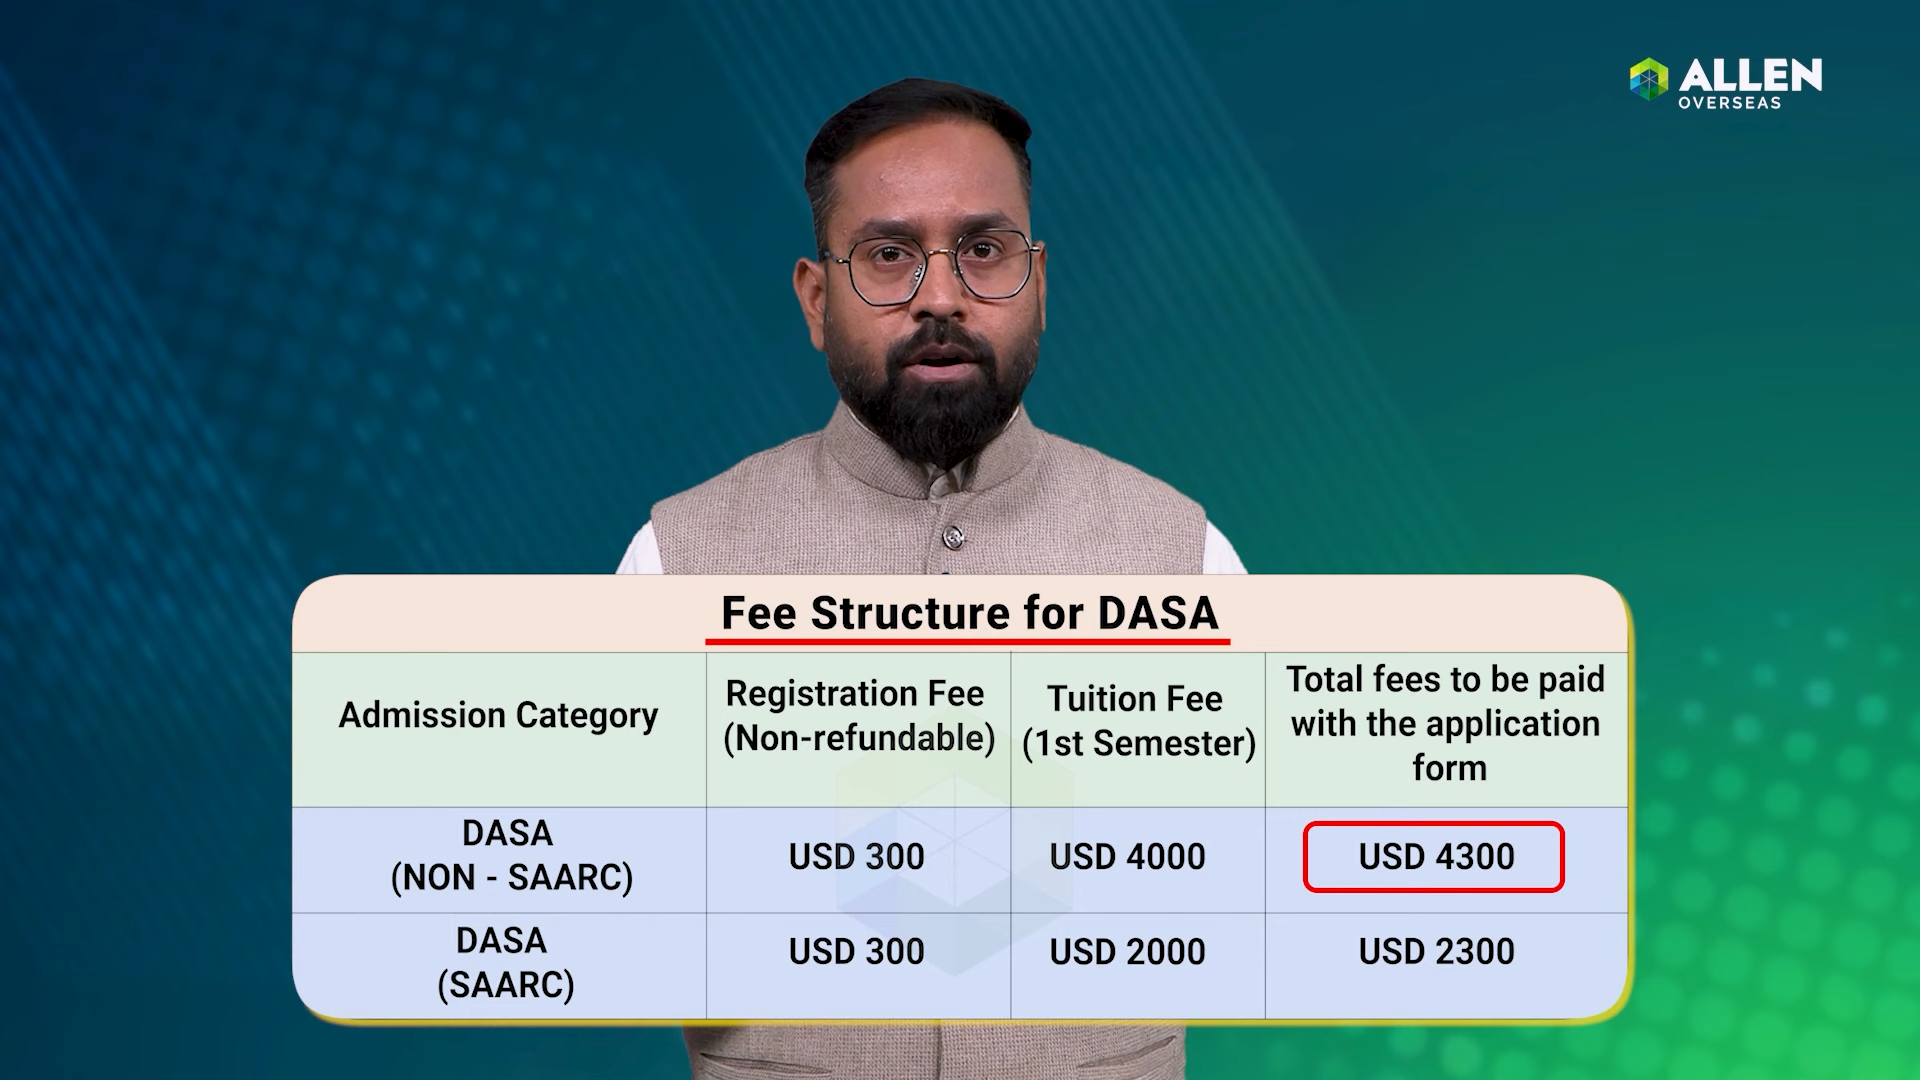 ALLEN
OVERSEAS
Fee Structure for DASA
Admission Category
Registration Fee
(Non-refundable)
Tuition Fee
(1st Semester)
Total fees to be paid
with the application
form
DASA
(NON - SAARC)
USD 300
USD 4000
USD 4300
DASA
(SAARC)
USD 300
USD 2000
USD 2300